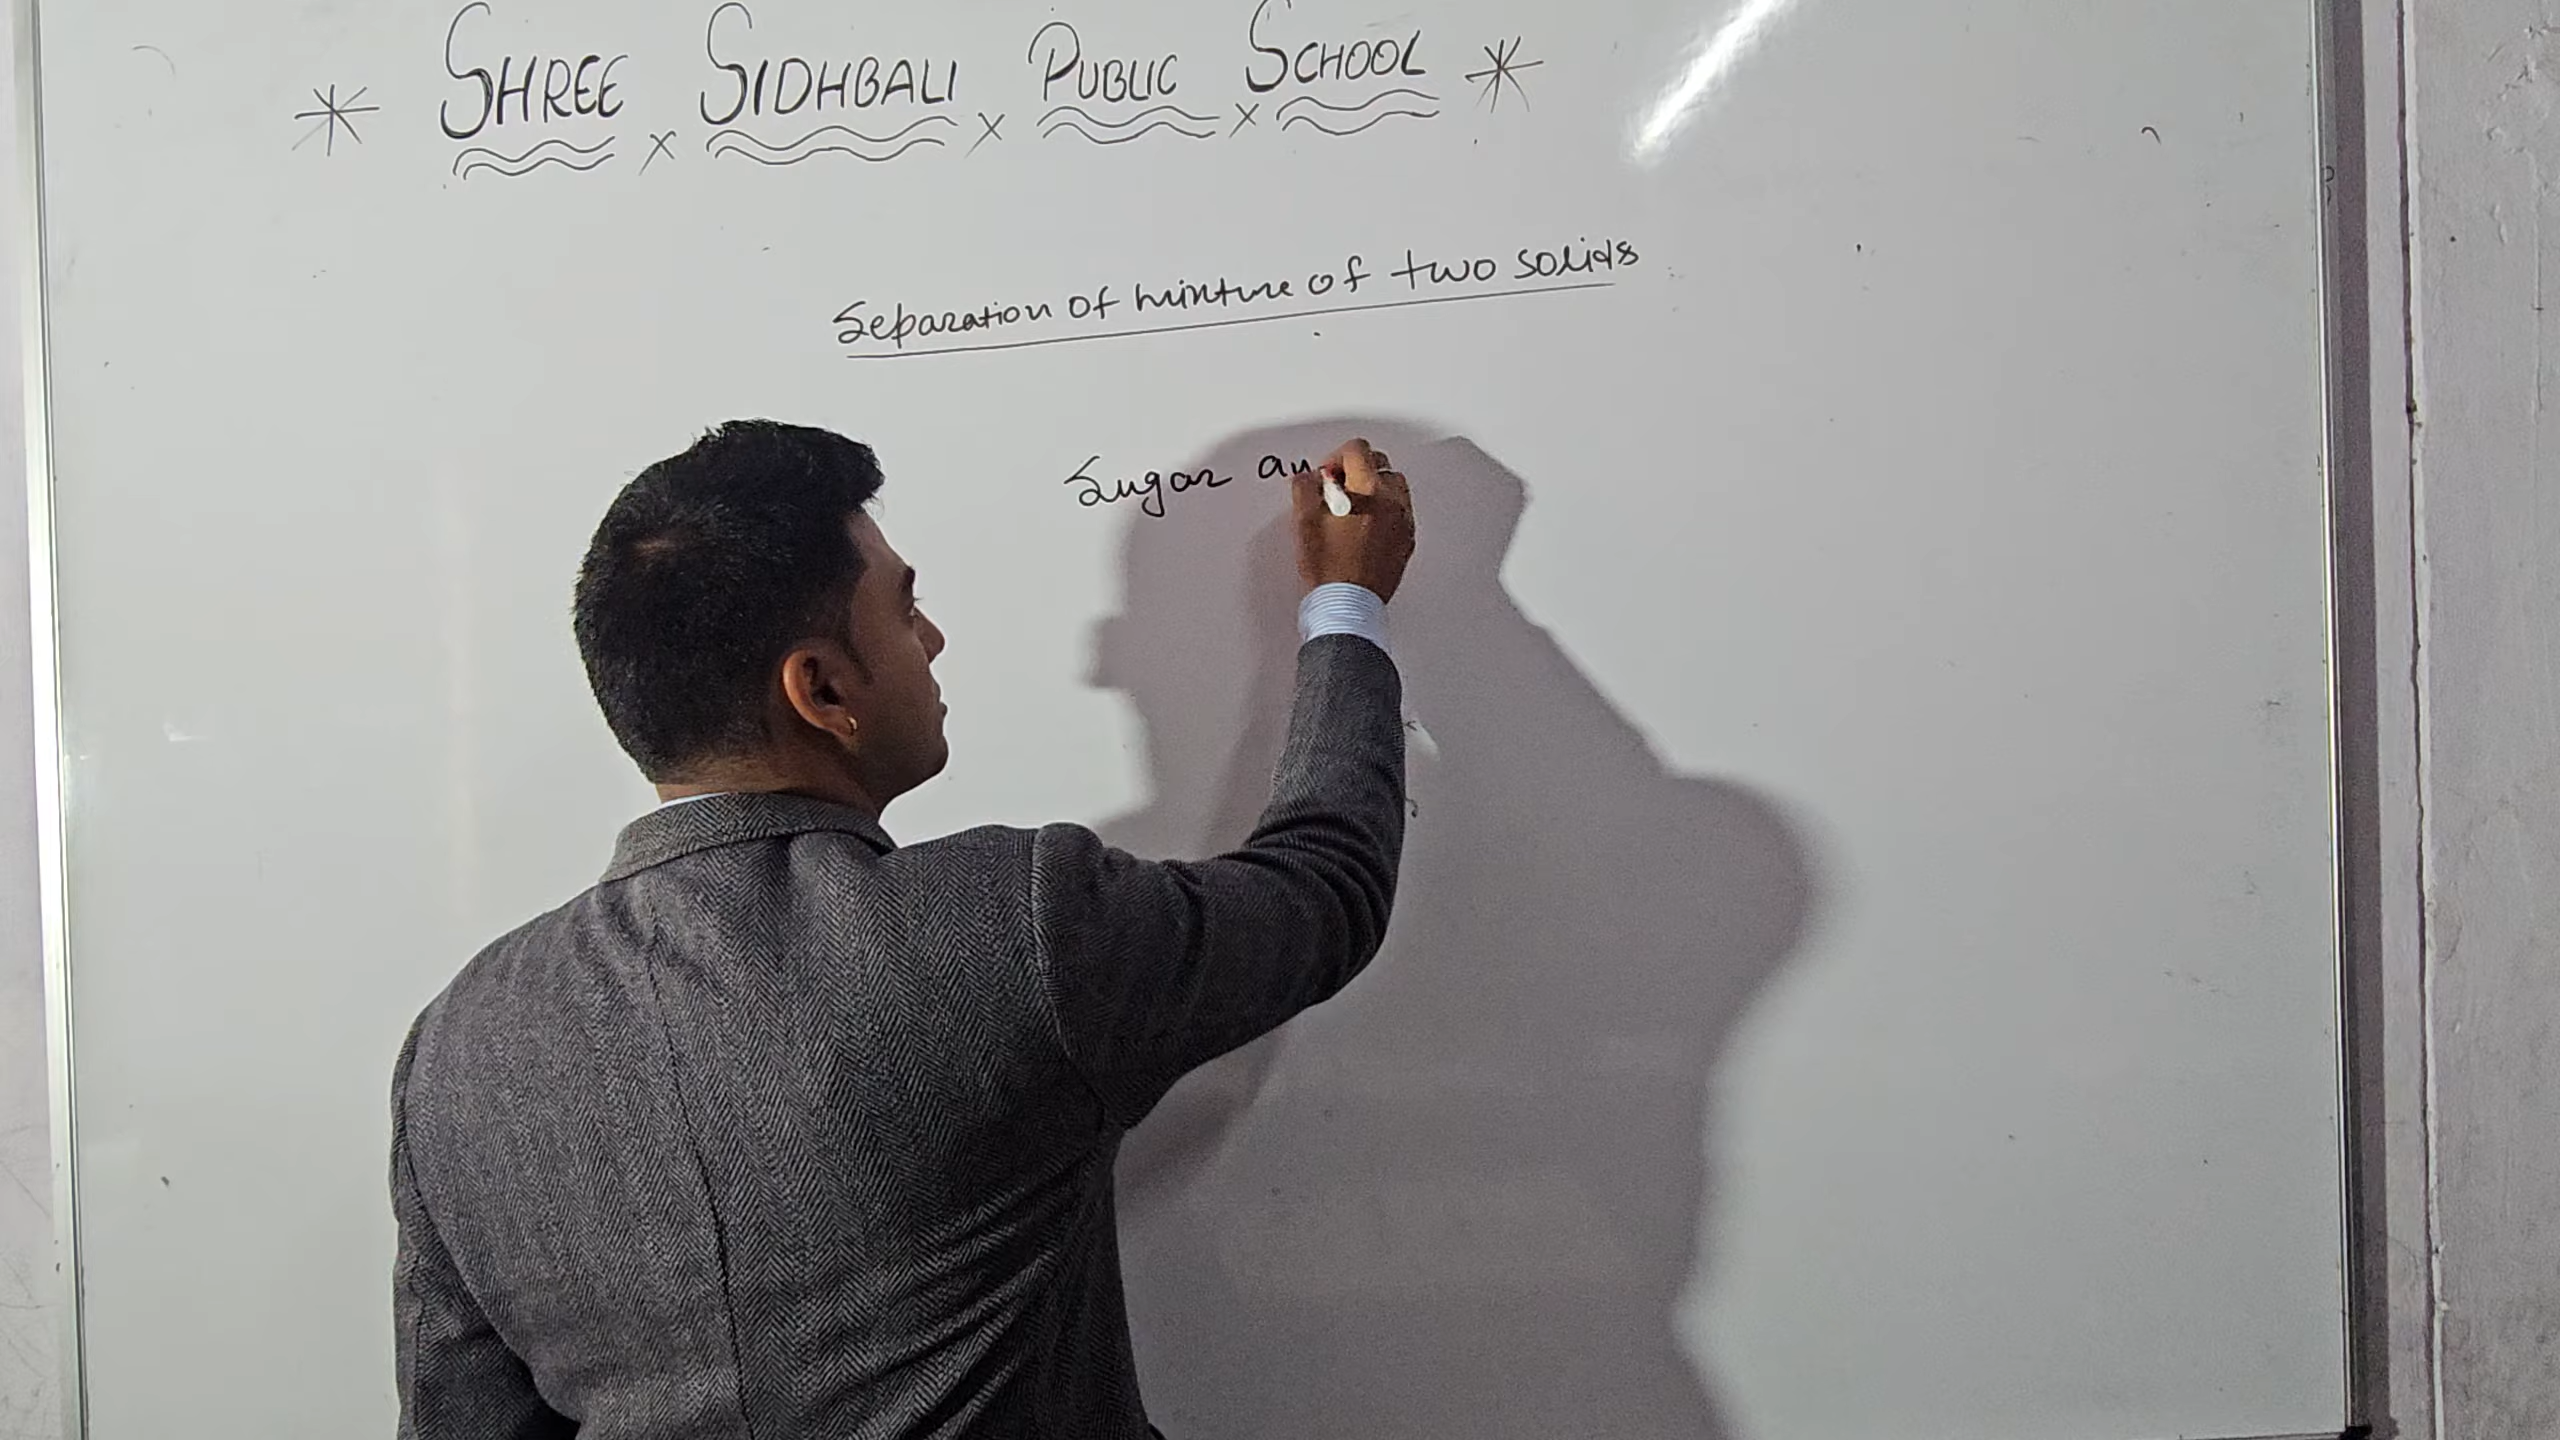 * SHREE x SIDHBALI x PUBLIC x SCHOOL *
Separation of mixture of two solids
Sugar an